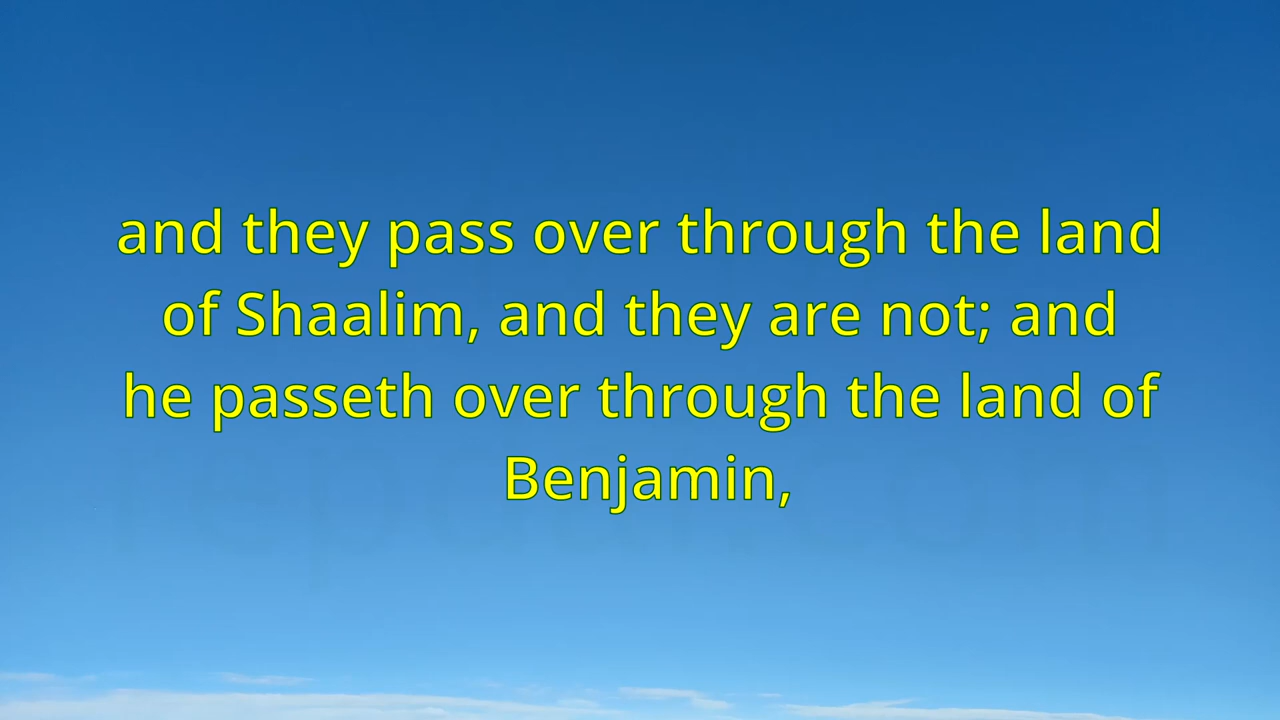 and they pass over through the land
of Shaalim, and they are not; and
he passeth over through the land of
Benjamin,